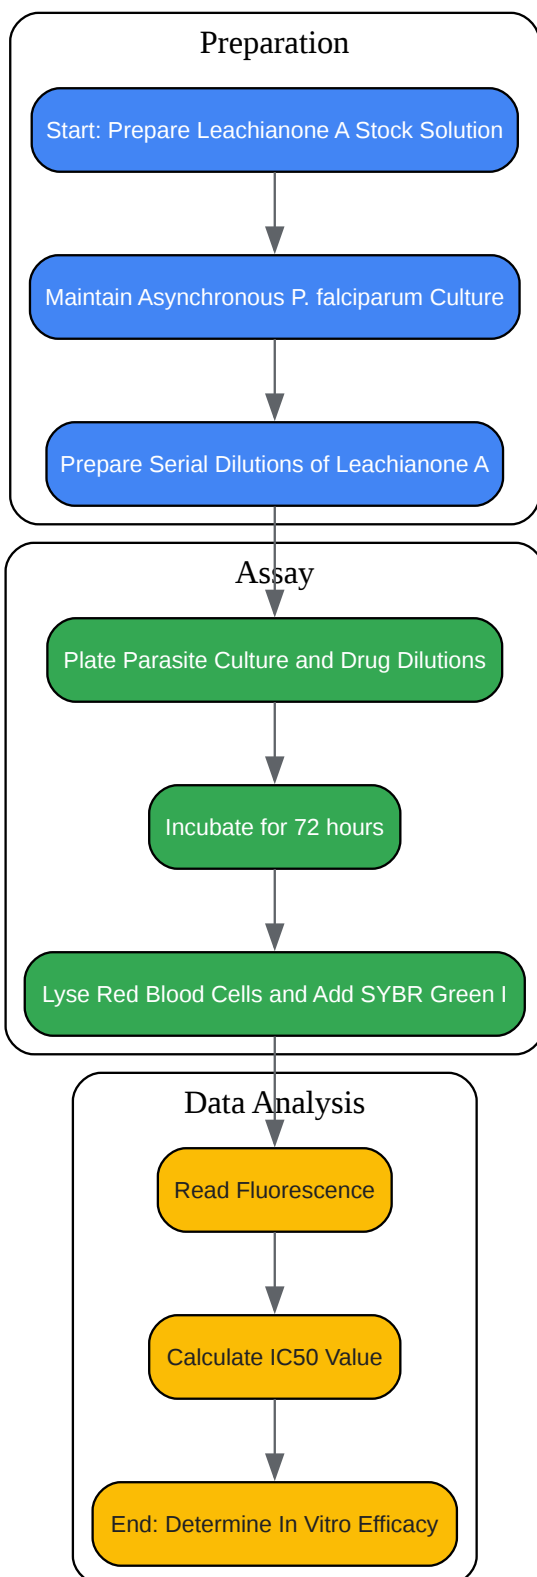 Preparation
Start: Prepare Leachianone A Stock Solution
Maintain Asynchronous P. falciparum Culture
Prepare Serial Dilutions of Leachianone A
Assay
Plate Parasite Culture and Drug Dilutions
Incubate for 72 hours
Lyse Red Blood Cells and Add SYBR Green I
Data Analysis
Read Fluorescence
Calculate IC50 Value
End: Determine In Vitro Efficacy